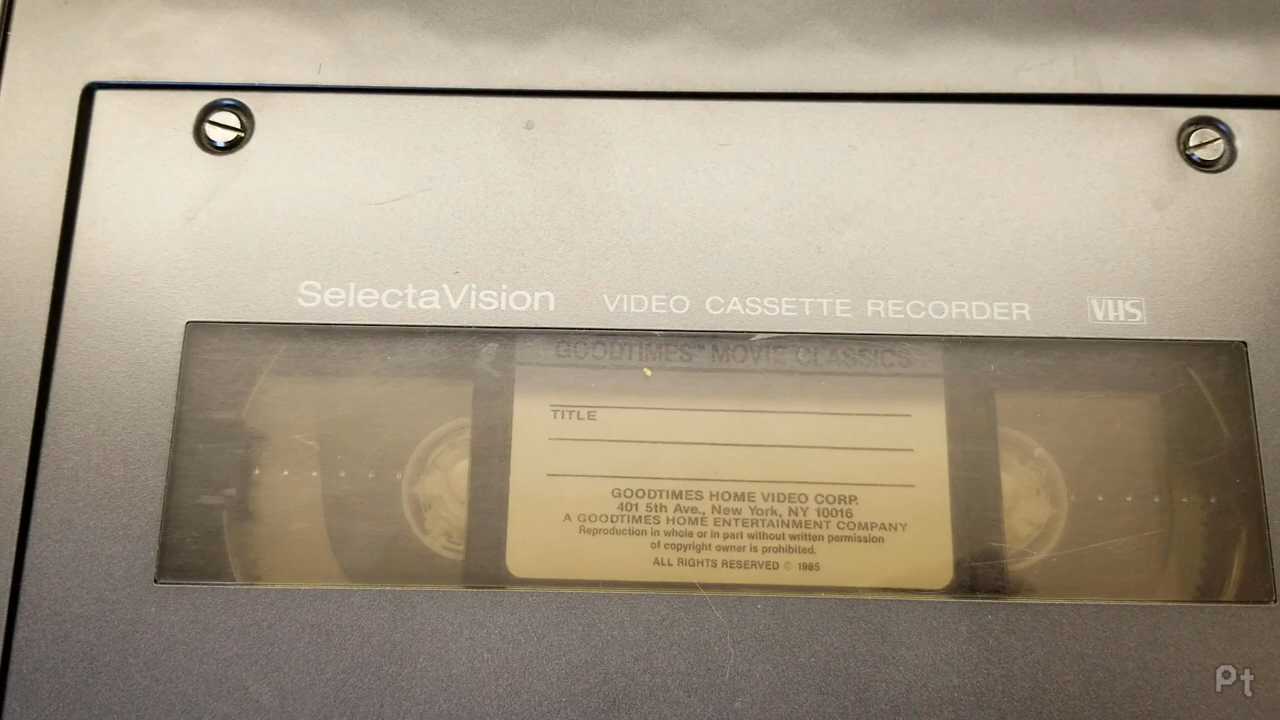 SelectaVision VIDEO CASSETTE RECORDER VHS
GOODTIMES™ MOVIE CLASSICS
TITLE
GOODTIMES HOME VIDEO CORP.
401 5th Ave., New York, NY 10016
A GOODTIMES HOME ENTERTAINMENT COMPANY
Reproduction in whole or in part without written permission
of copyright owner is prohibited.
ALL RIGHTS RESERVED © 1985
Pt